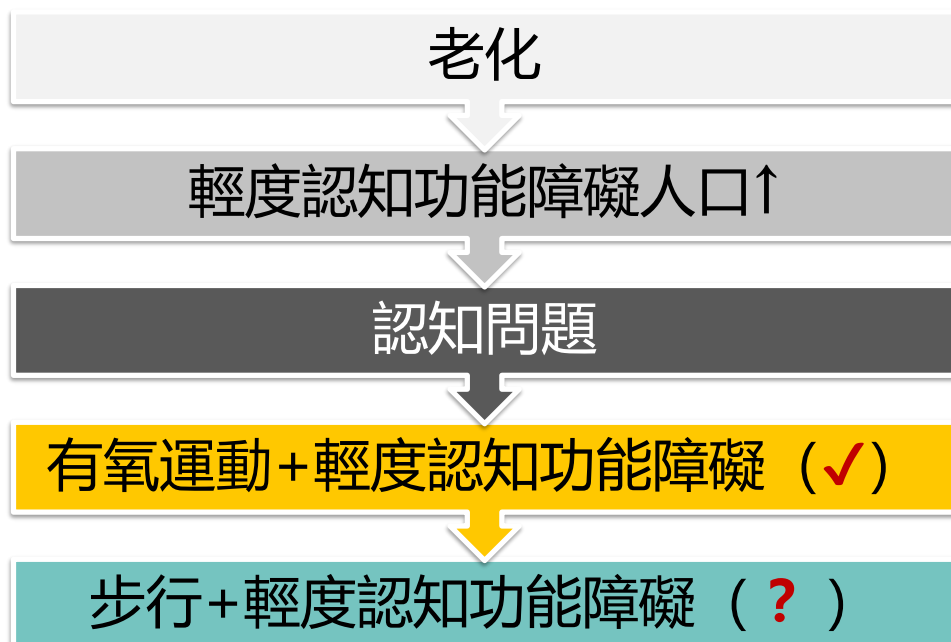 老化
輕度認知功能障礙人口↑
認知問題
有氧運動+輕度認知功能障礙（✓）
步行+輕度認知功能障礙（?）